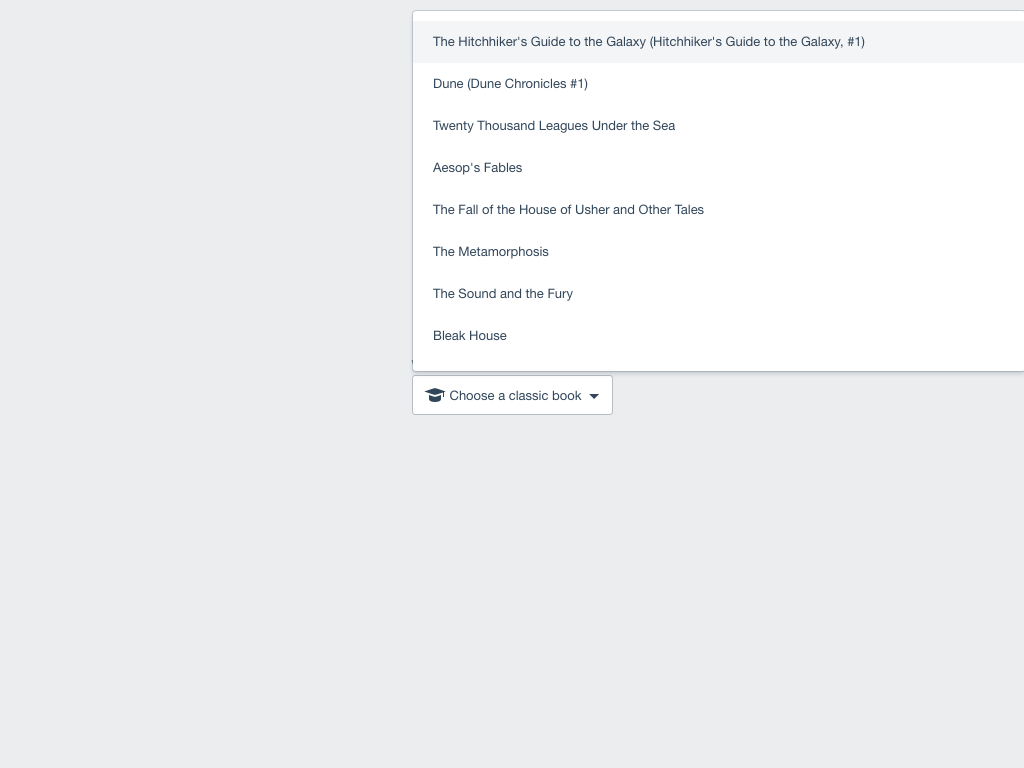 The Hitchhiker's Guide to the Galaxy (Hitchhiker's Guide to the Galaxy, #1)
Dune (Dune Chronicles #1)
Twenty Thousand Leagues Under the Sea
Aesop's Fables
The Fall of the House of Usher and Other Tales
The Metamorphosis
The Sound and the Fury
Bleak House
Choose a classic book